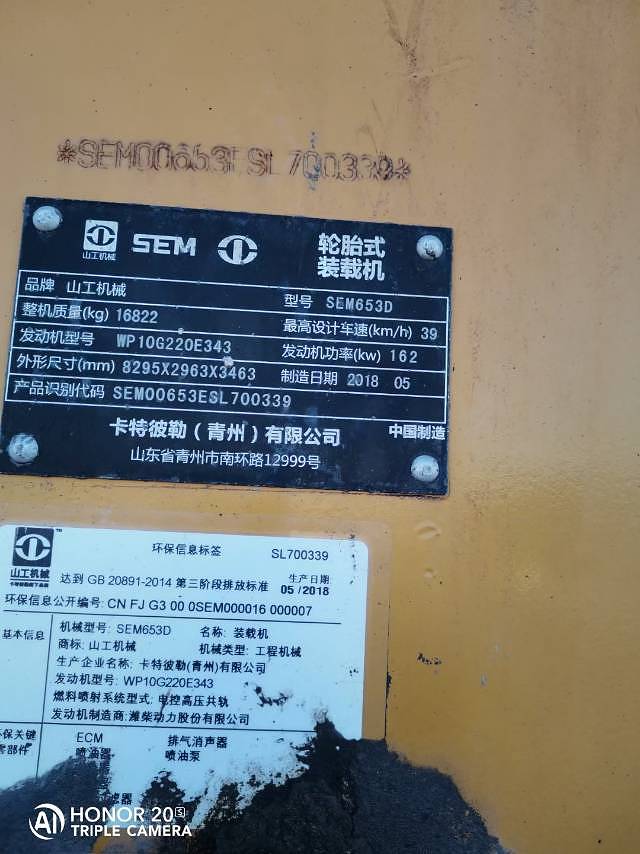 *SEM00653ESL700339*
山工机械 SEM 轮胎式
装载机
品牌 山工机械 型号 SEM653D
整机质量(kg) 16822 最高设计车速(km/h) 39
发动机型号 WP10G220E343 发动机功率(kw) 162
外形尺寸(mm) 8295X2963X3463 制造日期 2018 05
产品识别代码 SEM00653ESL700339
卡特彼勒（青州）有限公司 中国制造
山东省青州市南环路12999号
山工机械 TM 环保信息标签 SL700339
达到 GB 20891-2014 第三阶段排放标准 生产日期
05/2018
环保信息公开编号: CN FJ G3 00 0SEM000016 000007
基本信息
机械型号: SEM653D 名称: 装载机
商标: 山工机械 机械类型: 工程机械
生产企业名称: 卡特彼勒(青州)有限公司
发动机型号: WP10G220E343
燃料喷射系统型式: 电控高压共轨
发动机制造商: 潍柴动力股份有限公司
保关键 ECM 排气消声器
零部件 喷油器 喷油泵
滤器
AI HONOR 20S
TRIPLE CAMERA